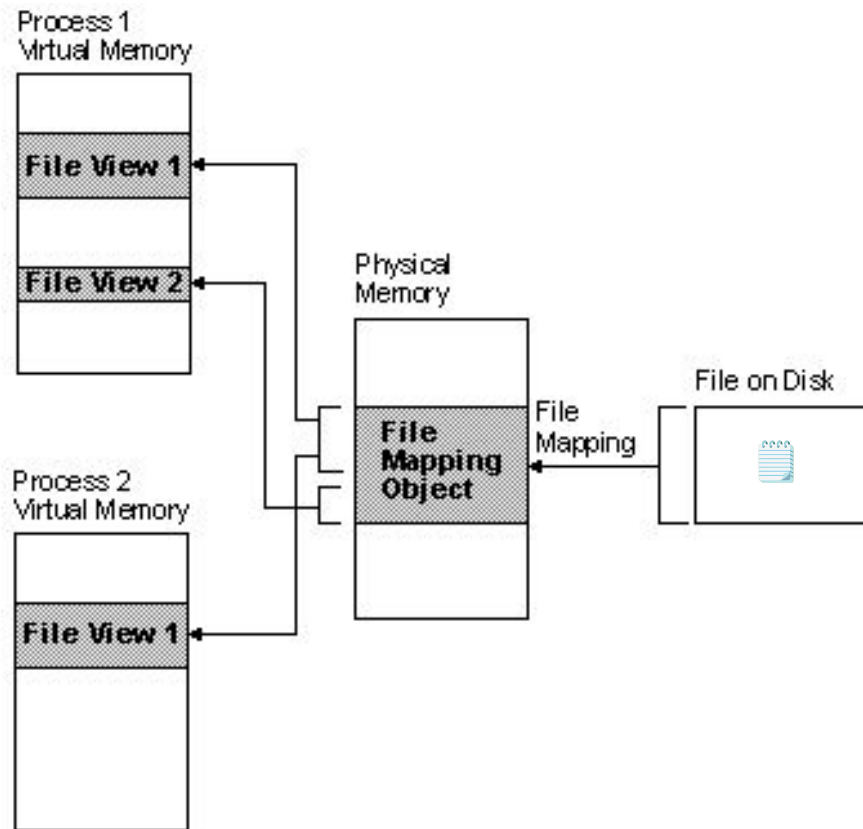 Process 1
Virtual Memory
File View 1
File View 2
Physical
Memory
File
Mapping
Object
File
Mapping
File on Disk
Process 2
Virtual Memory
File View 1